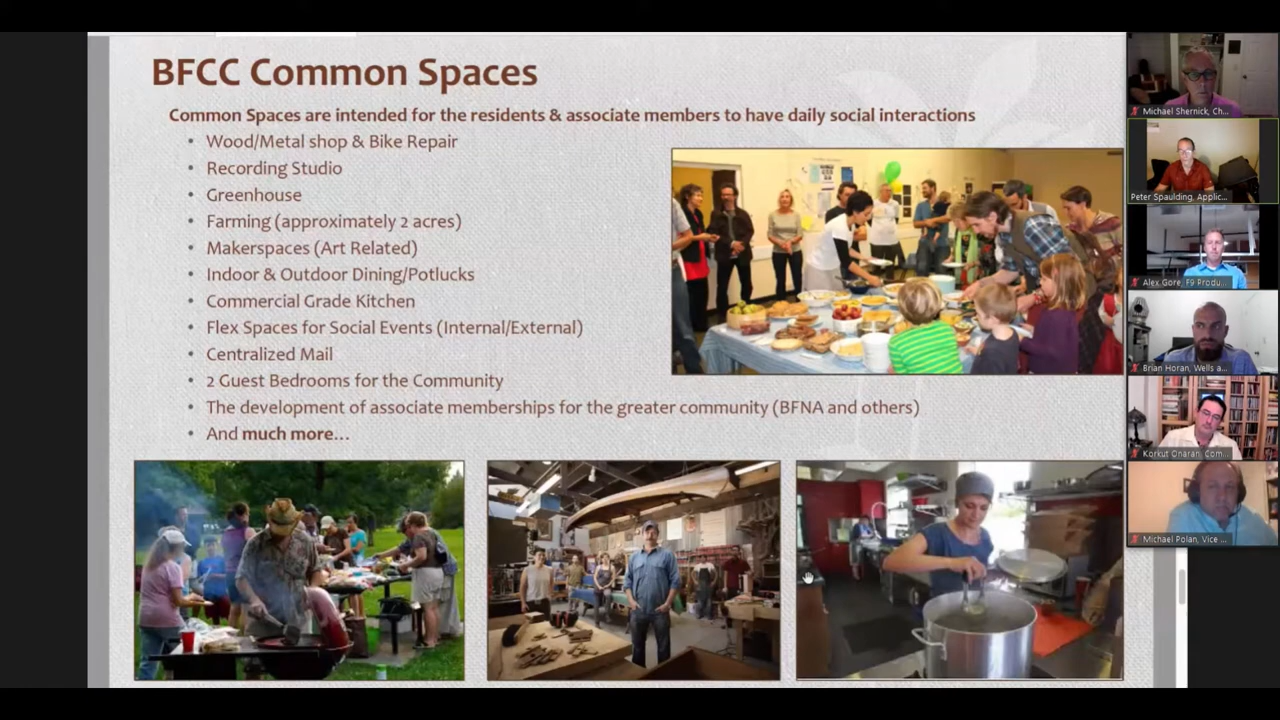 BFCC Common Spaces
Common Spaces are intended for the residents & associate members to have daily social interactions
• Wood/Metal shop & Bike Repair
• Recording Studio
• Greenhouse
• Farming (approximately 2 acres)
• Makerspaces (Art Related)
• Indoor & Outdoor Dining/Potlucks
• Commercial Grade Kitchen
• Flex Spaces for Social Events (Internal/External)
• Centralized Mail
• 2 Guest Bedrooms for the Community
• The development of associate memberships for the greater community (BFNA and others)
• And much more...
Michael Shernick, Ch...
Peter Spaulding, Applic...
Alex Gore, F9 Produ...
Brian Horan, Wells a...
Korkut Onaran, Com...
Michael Polan, Vice ...